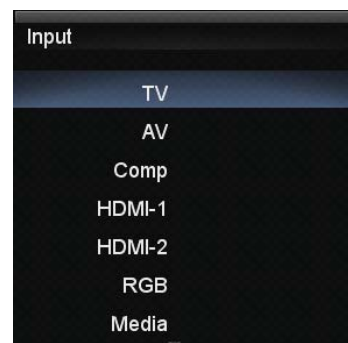 Input
TV
AV
Comp
HDMI-1
HDMI-2
RGB
Media